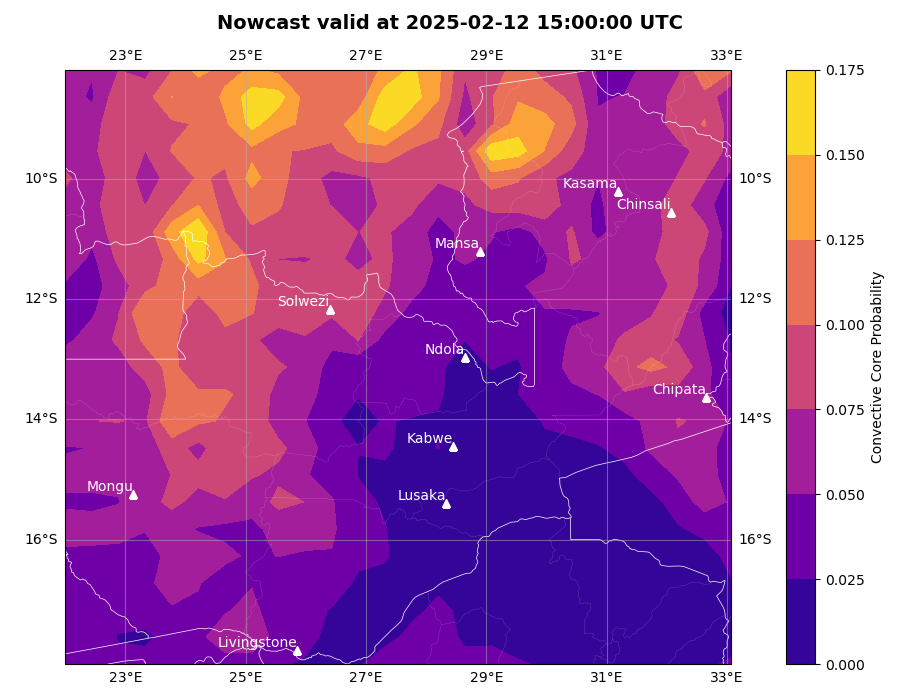 Nowcast valid at 2025-02-12 15:00:00 UTC
23°E 25°E 27°E 29°E 31°E 33°E
0.175
0.150
Kasama
10°S 10°S
Chinsali
0.125
Mansa
12°S 12°S
Solwezi
0.100
Ndola
Chipata
14°S 14°S
0.075
Kabwe
Mongu
Lusaka
0.050
16°S 16°S
0.025
Livingstone
0.000
23°E 25°E 27°E 29°E 31°E 33°E
Convective Core Probability